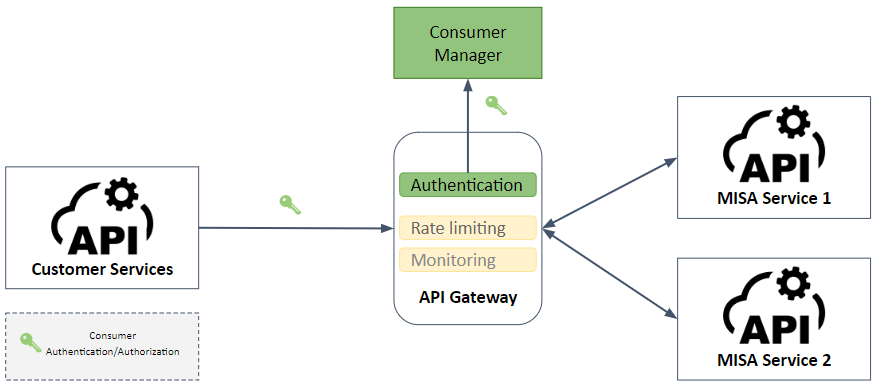 Consumer
Manager
Authentication
Rate limiting
Monitoring
API Gateway
API
Customer Services
API
MISA Service 1
API
MISA Service 2
Consumer
Authentication/Authorization